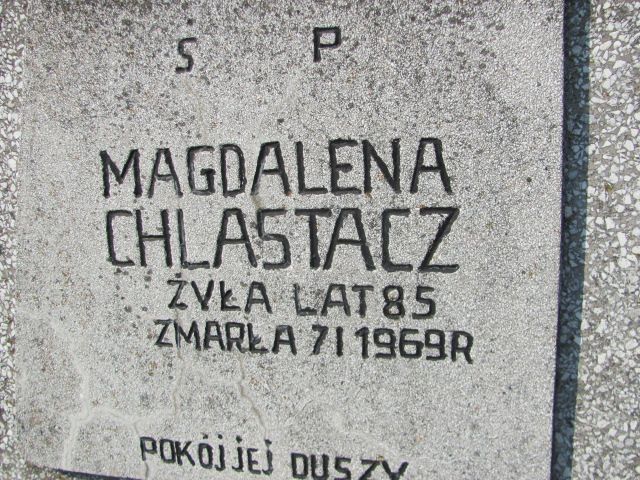 S P
MAGDALENA
CHLASTACZ
ŻYŁA LAT 85
ZMARŁA 7 I 1969 R
POKÓJ JEJ DUSZY